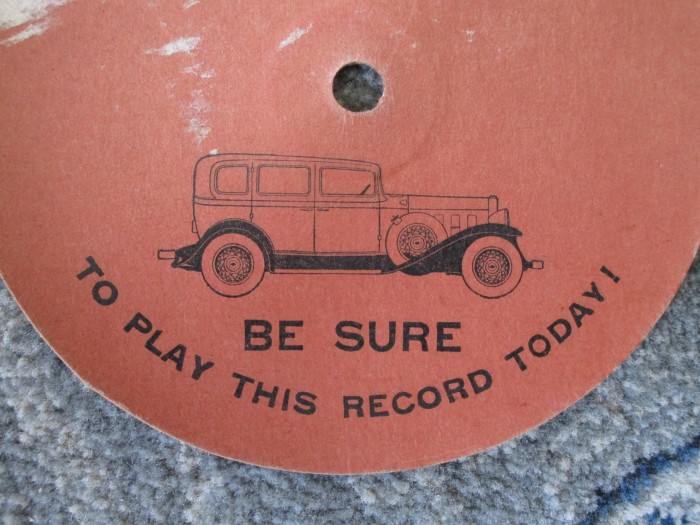 BE SURE
TO PLAY THIS RECORD TODAY!